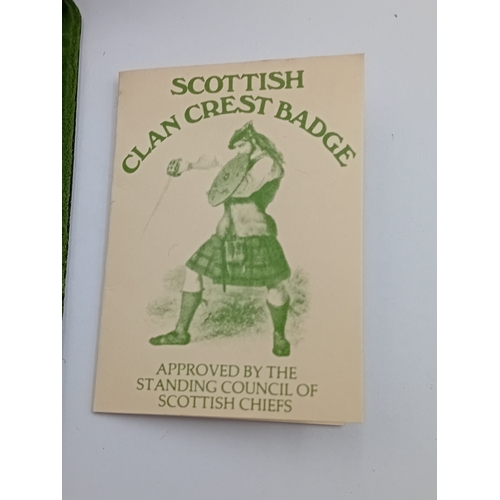 SCOTTISH
CLAN CREST BADGE
APPROVED BY THE
STANDING COUNCIL OF
SCOTTISH CHIEFS